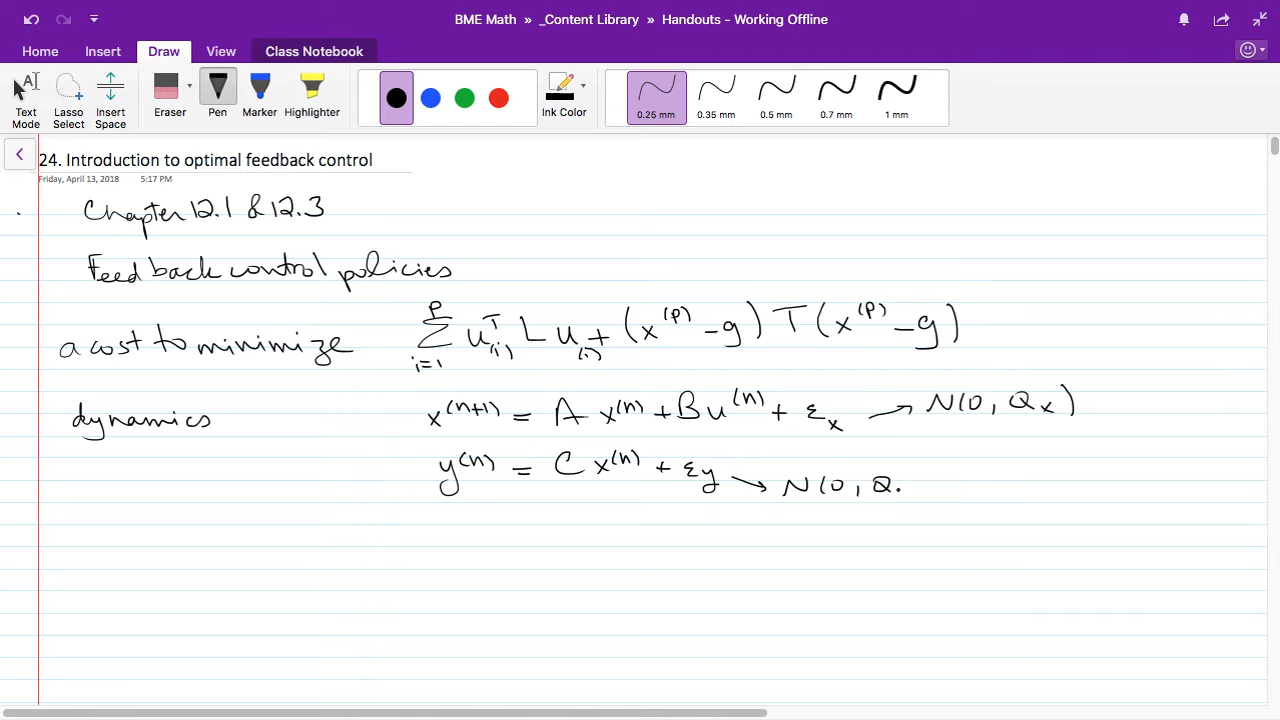 BME Math » _Content Library » Handouts – Working Offline
Home Insert Draw View Class Notebook
Text Mode Lasso Select Insert Space Eraser Pen Marker Highlighter Ink Color 0.25 mm 0.35 mm 0.5 mm 0.7 mm 1 mm
24. Introduction to optimal feedback control
Friday, April 13, 2018 5:17 PM
Chapter 12.1 & 12.3
Feedback control policies
a cost to minimize ∑_{i=1}^{p} u_{(i)}^T L u_{(i)} + (x^{(p)} - g) T (x^{(p)} - g)
dynamics x^{(n+1)} = A x^{(n)} + B u^{(n)} + ε_x → N(0, Q_x)
y^{(n)} = C x^{(n)} + ε_y → N(0, Q.